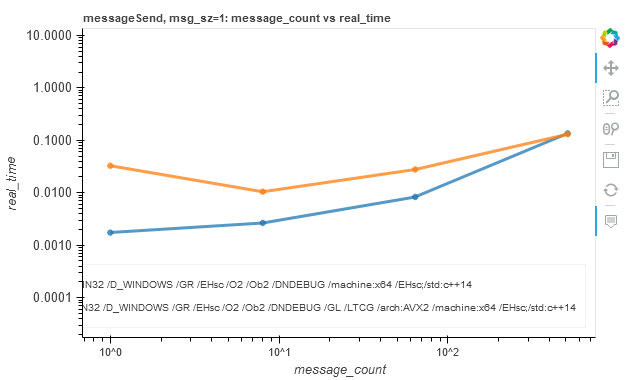 messageSend, msg_sz=1: message_count vs real_time
10.0000
1.0000
0.1000
0.0100
0.0010
0.0001
real_time
IN32 /D_WINDOWS /GR /EHsc /O2 /Ob2 /DNDEBUG /machine:x64 /EHsc;/std:c++14
IN32 /D_WINDOWS /GR /EHsc /O2 /Ob2 /DNDEBUG /GL /LTCG /arch:AVX2 /machine:x64 /EHsc;/std:c++14
10^0 10^1 10^2
message_count